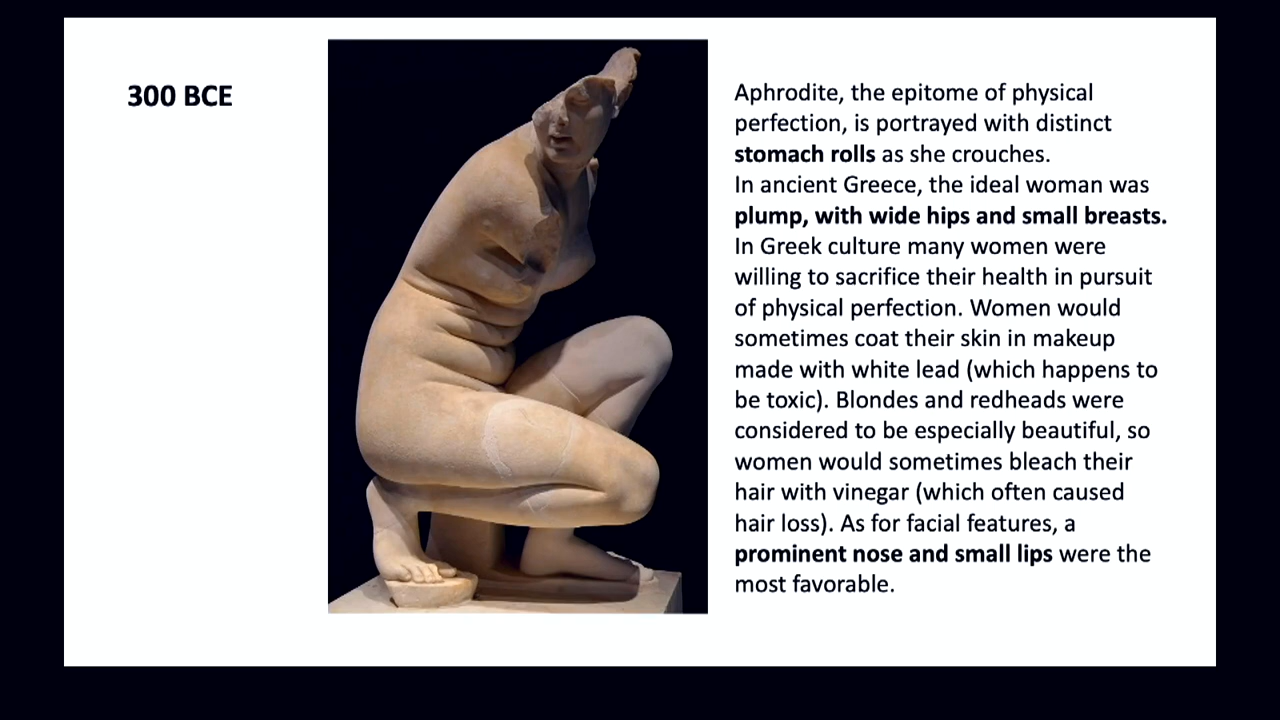 300 BCE
Aphrodite, the epitome of physical
perfection, is portrayed with distinct
stomach rolls as she crouches.
In ancient Greece, the ideal woman was
plump, with wide hips and small breasts.
In Greek culture many women were
willing to sacrifice their health in pursuit
of physical perfection. Women would
sometimes coat their skin in makeup
made with white lead (which happens to
be toxic). Blondes and redheads were
considered to be especially beautiful, so
women would sometimes bleach their
hair with vinegar (which often caused
hair loss). As for facial features, a
prominent nose and small lips were the
most favorable.